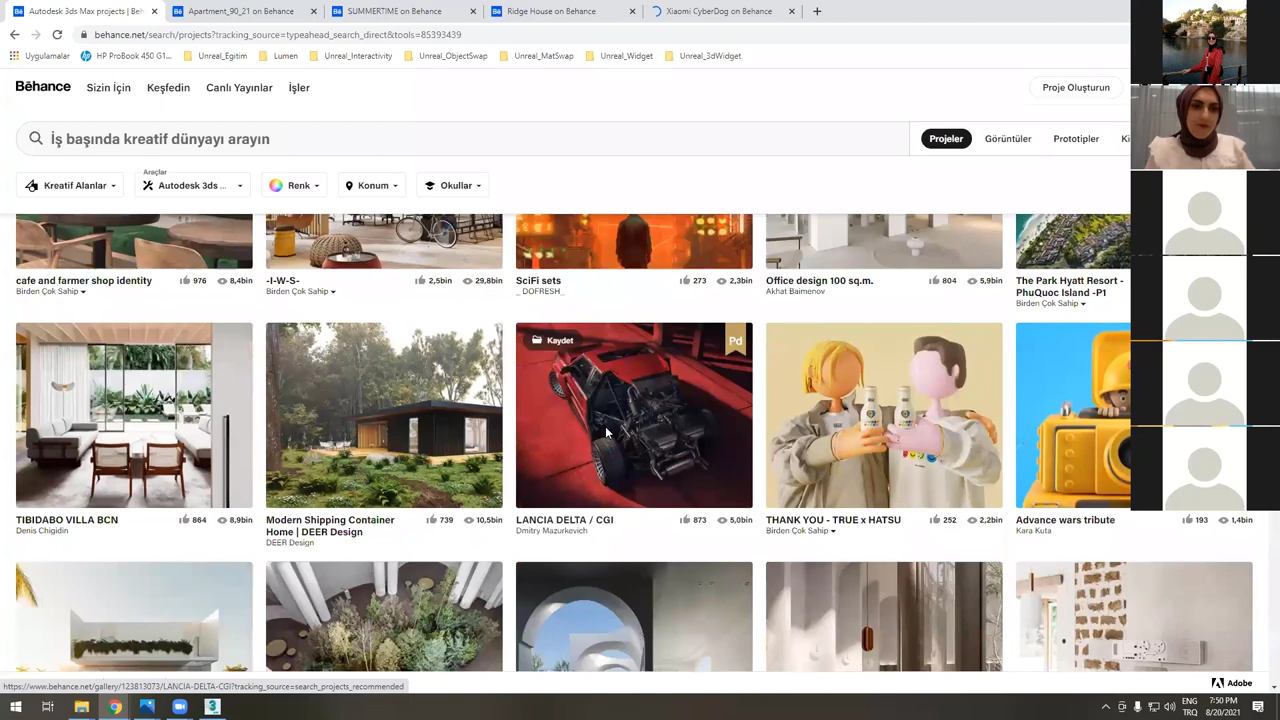 Autodesk 3ds Max projects | Beh
Apartment_90_21 on Behance
SUMMERTIME on Behance
Ridge House on Behance
Xiaomi CyberDog on Behance
behance.net/search/projects?tracking_source=typeahead_search_direct&tools=85393439
Uygulamalar
HP ProBook 450 G1...
Unreal_Egitim
Lumen
Unreal_Interactivity
Unreal_ObjectSwap
Unreal_MatSwap
Unreal_Widget
Unreal_3dWidget
Bēhance
Sizin İçin
Keşfedin
Canlı Yayınlar
İşler
Proje Oluşturun
İş başında kreatif dünyayı arayın
Projeler
Görüntüler
Prototipler
Ki
Kreatif Alanlar
Araçlar
Autodesk 3ds ...
Renk
Konum
Okullar
cafe and farmer shop identity 976 8,4bin
Birden Çok Sahip
-I-W-S- 2,5bin 29,8bin
Birden Çok Sahip
SciFi sets 273 2,3bin
_ DOFRESH_
Office design 100 sq.m. 804 5,9bin
Akhat Baimenov
The Park Hyatt Resort -
PhuQuoc Island -P1
Birden Çok Sahip
Kaydet
Pd
TIBIDABO VILLA BCN 864 8,9bin
Denis Chigidin
Modern Shipping Container 739 10,5bin
Home | DEER Design
DEER Design
LANCIA DELTA / CGI 873 5,0bin
Dmitry Mazurkevich
THANK YOU - TRUE x HATSU 252 2,2bin
Birden Çok Sahip
Advance wars tribute 193 1,4bin
Kara Kuta
https://www.behance.net/gallery/123813073/LANCIA-DELTA-CGI?tracking_source=search_projects_recommended
Adobe
ENG
TRQ
7:50 PM
8/20/2021